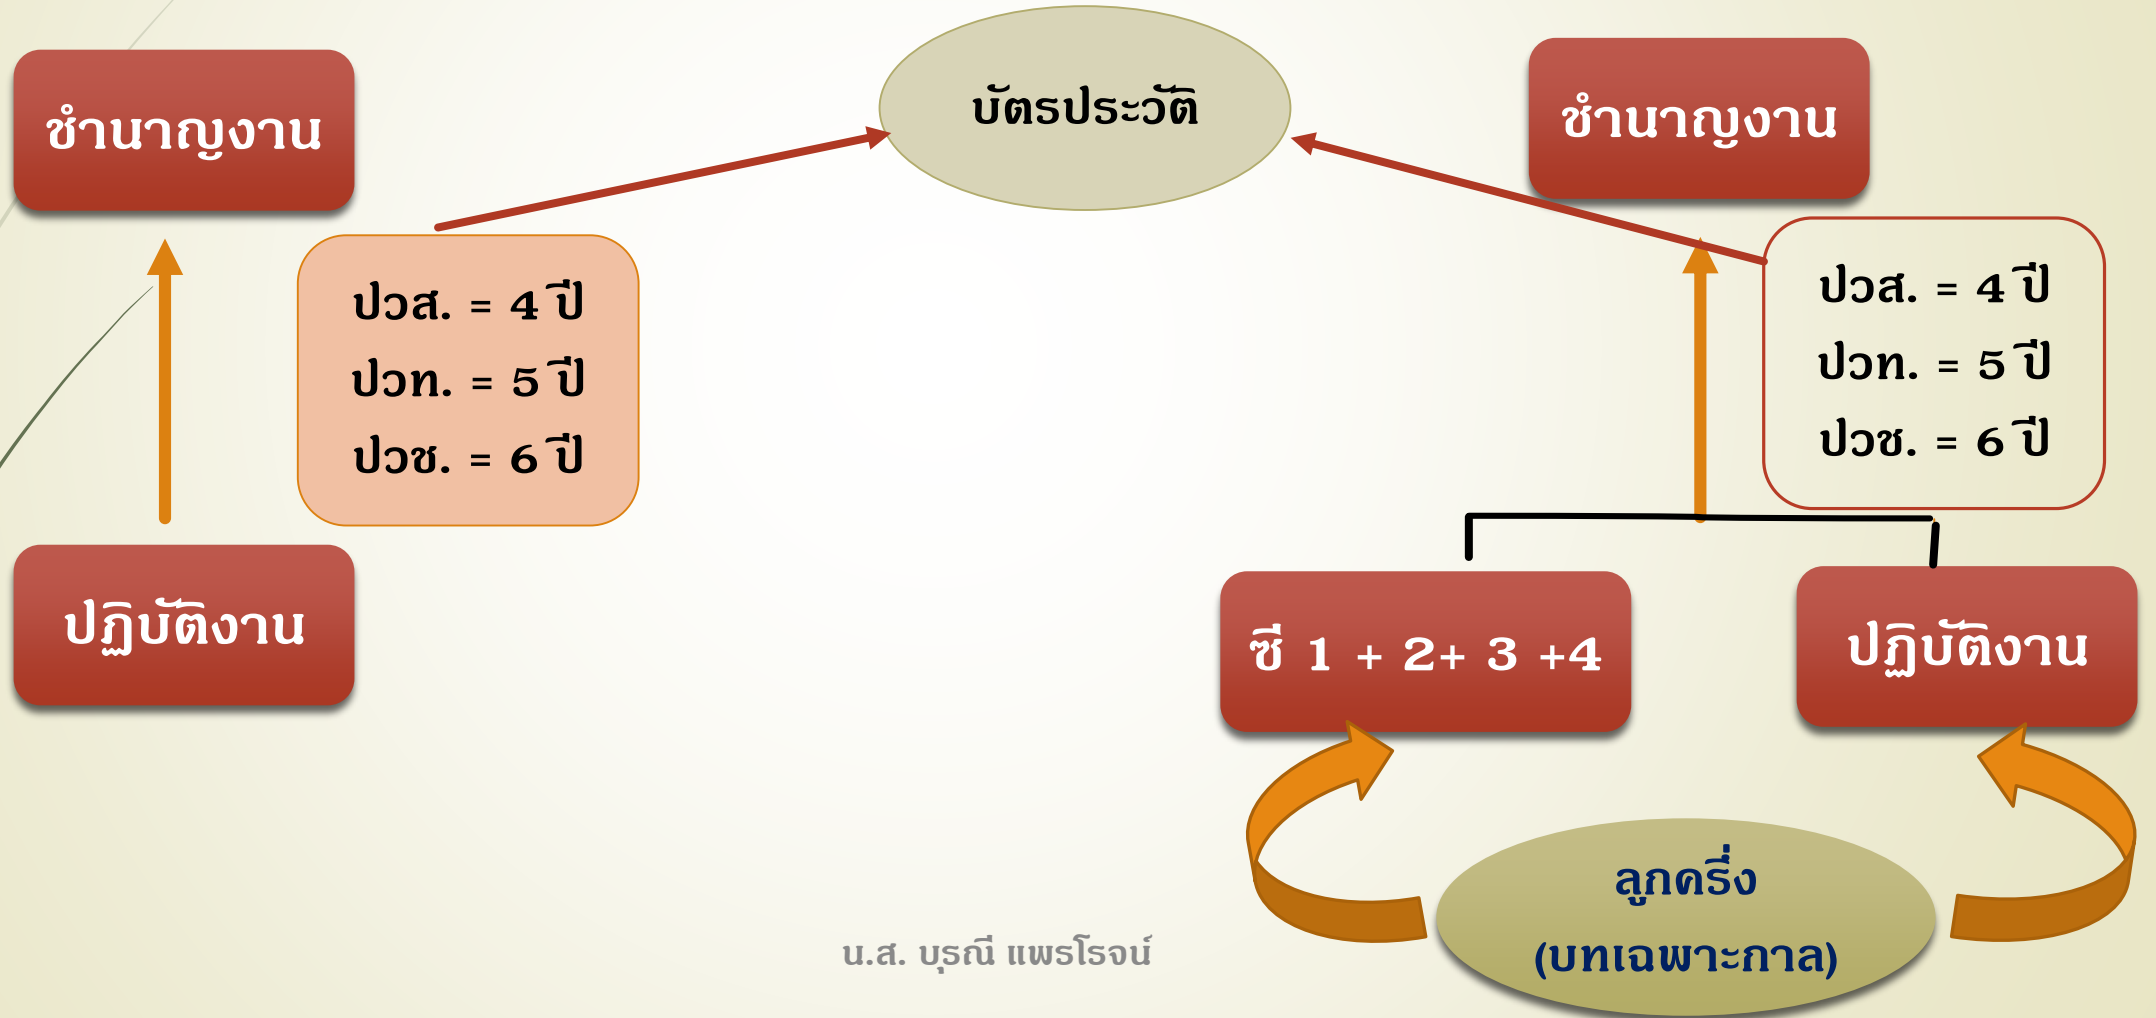 บัตรประวัติ
ชำนาญงาน
ชำนาญงาน
ปวส. = 4 ปี
ปวท. = 5 ปี
ปวช. = 6 ปี
ปวส. = 4 ปี
ปวท. = 5 ปี
ปวช. = 6 ปี
ปฏิบัติงาน
ซี 1 + 2+ 3 +4
ปฏิบัติงาน
ลูกครึ่ง
(บทเฉพาะกาล)
น.ส. บุรณี แพรโรจน์